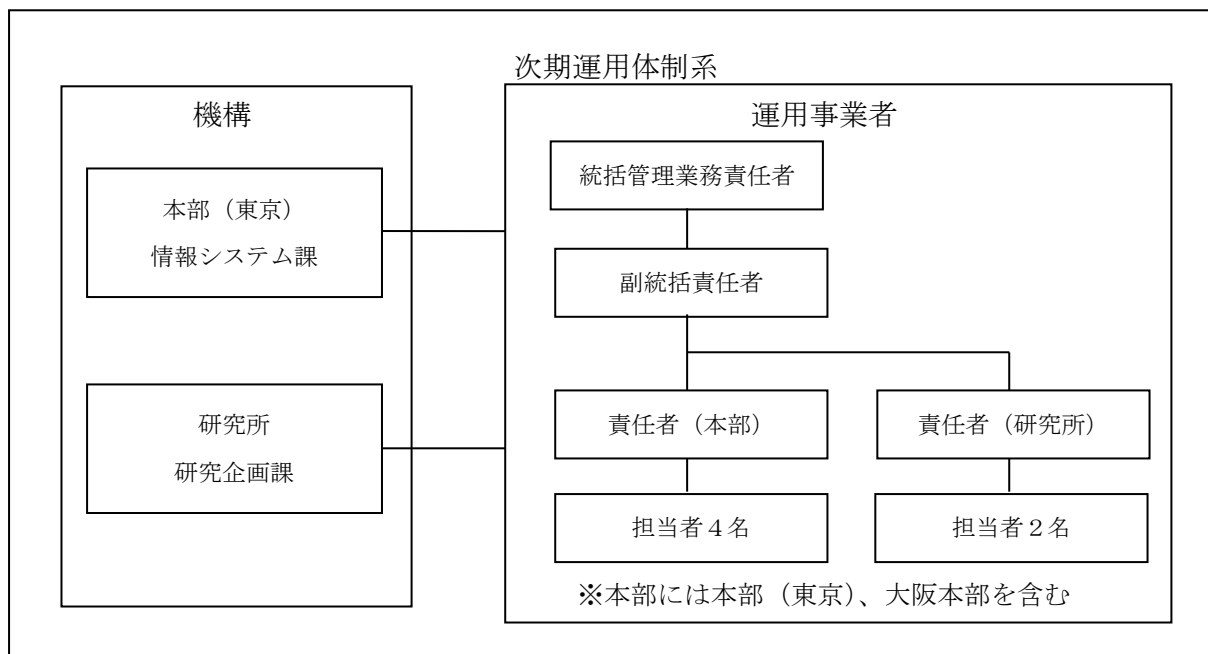 次期運用体制系
機構
本部（東京）
情報システム課
研究所
研究企画課
運用事業者
統括管理業務責任者
副統括責任者
責任者（本部）
責任者（研究所）
担当者４名
担当者２名
※本部には本部（東京）、大阪本部を含む